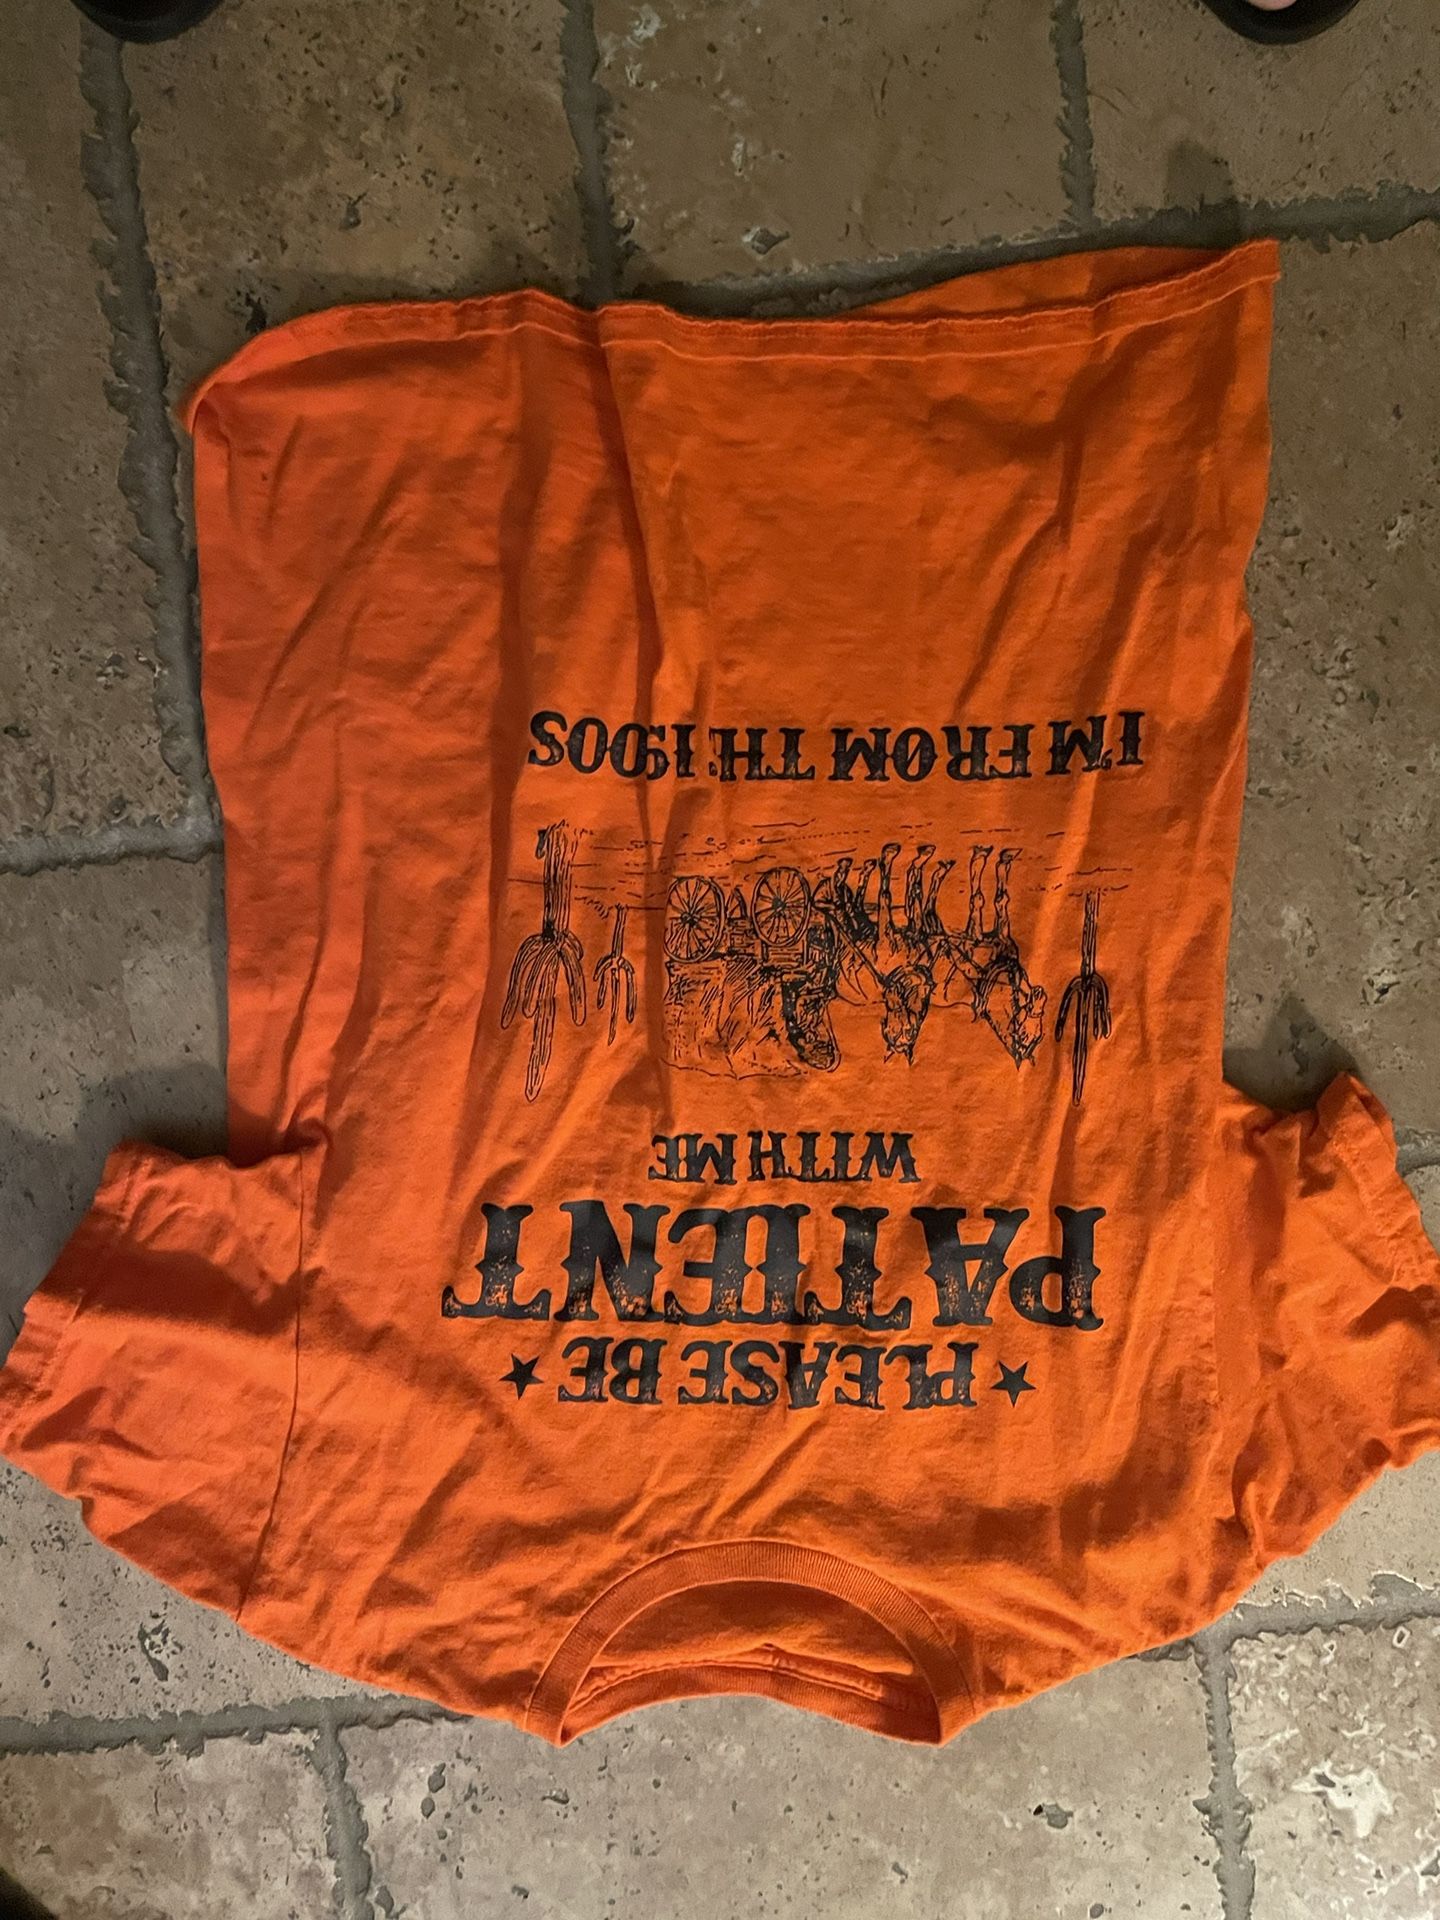 ★ PLEASE BE ★
PATIENT
WITH ME
I'M FROM THE 1900S